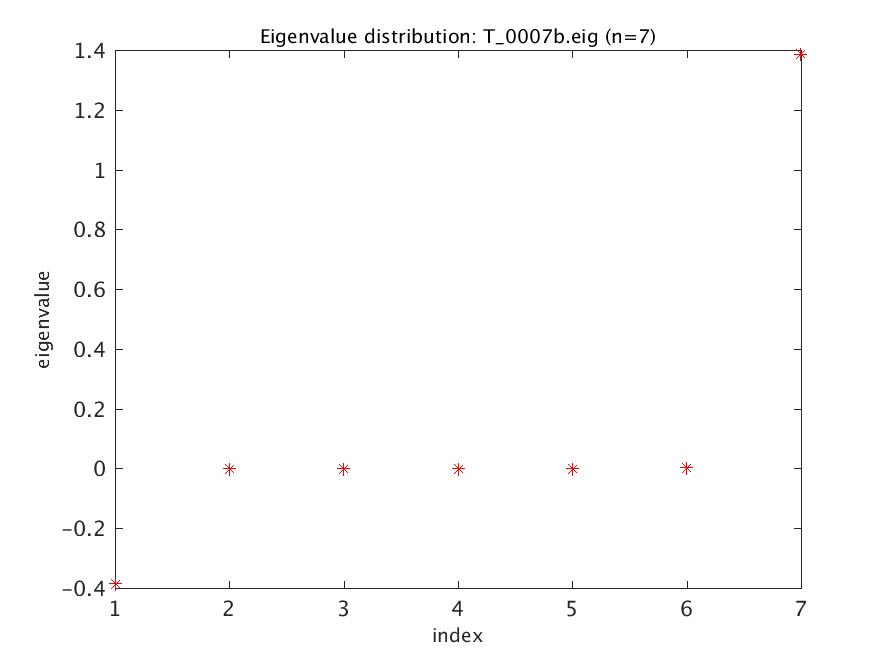 Eigenvalue distribution: T_0007b.eig (n=7)
1.4
1.2
1
0.8
0.6
0.4
0.2
0
-0.2
-0.4
eigenvalue
1 2 3 4 5 6 7
index